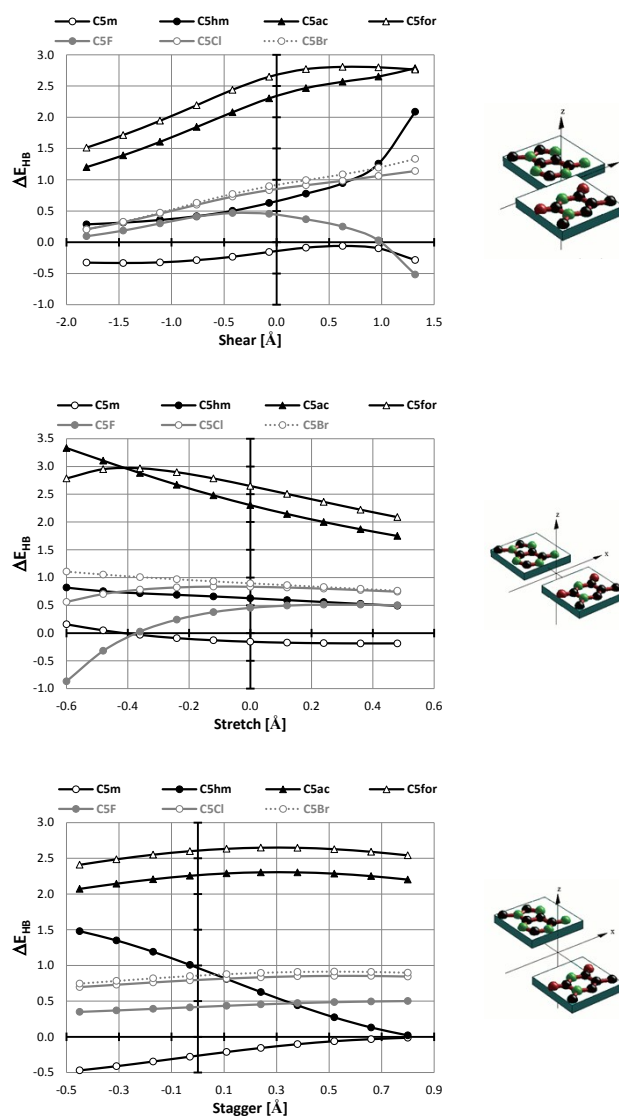 C5m C5hm C5ac C5for
C5F C5Cl C5Br
3.0
2.5
2.0
1.5
1.0
0.5
0.0
-0.5
-1.0
ΔE_HB
-2.0 -1.5 -1.0 -0.5 0.0 0.5 1.0 1.5
Shear [Å]
z
C5m C5hm C5ac C5for
C5F C5Cl C5Br
3.5
3.0
2.5
2.0
1.5
1.0
0.5
0.0
-0.5
-1.0
ΔE_HB
-0.6 -0.4 -0.2 0.0 0.2 0.4 0.6
Stretch [Å]
z
x
C5m C5hm C5ac C5for
C5F C5Cl C5Br
3.0
2.5
2.0
1.5
1.0
0.5
0.0
-0.5
ΔE_HB
-0.5 -0.3 -0.1 0.1 0.3 0.5 0.7 0.9
Stagger [Å]
z
x